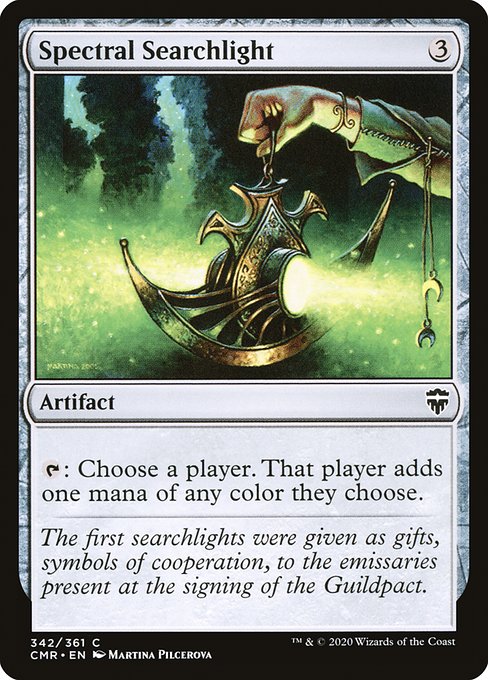 Spectral Searchlight 3
MARTINA 2005
Artifact
: Choose a player. That player adds
one mana of any color they choose.
The first searchlights were given as gifts,
symbols of cooperation, to the emissaries
present at the signing of the Guildpact.
342/361 C
™ & © 2020 Wizards of the Coast
CMR • EN Martina Pilcerova